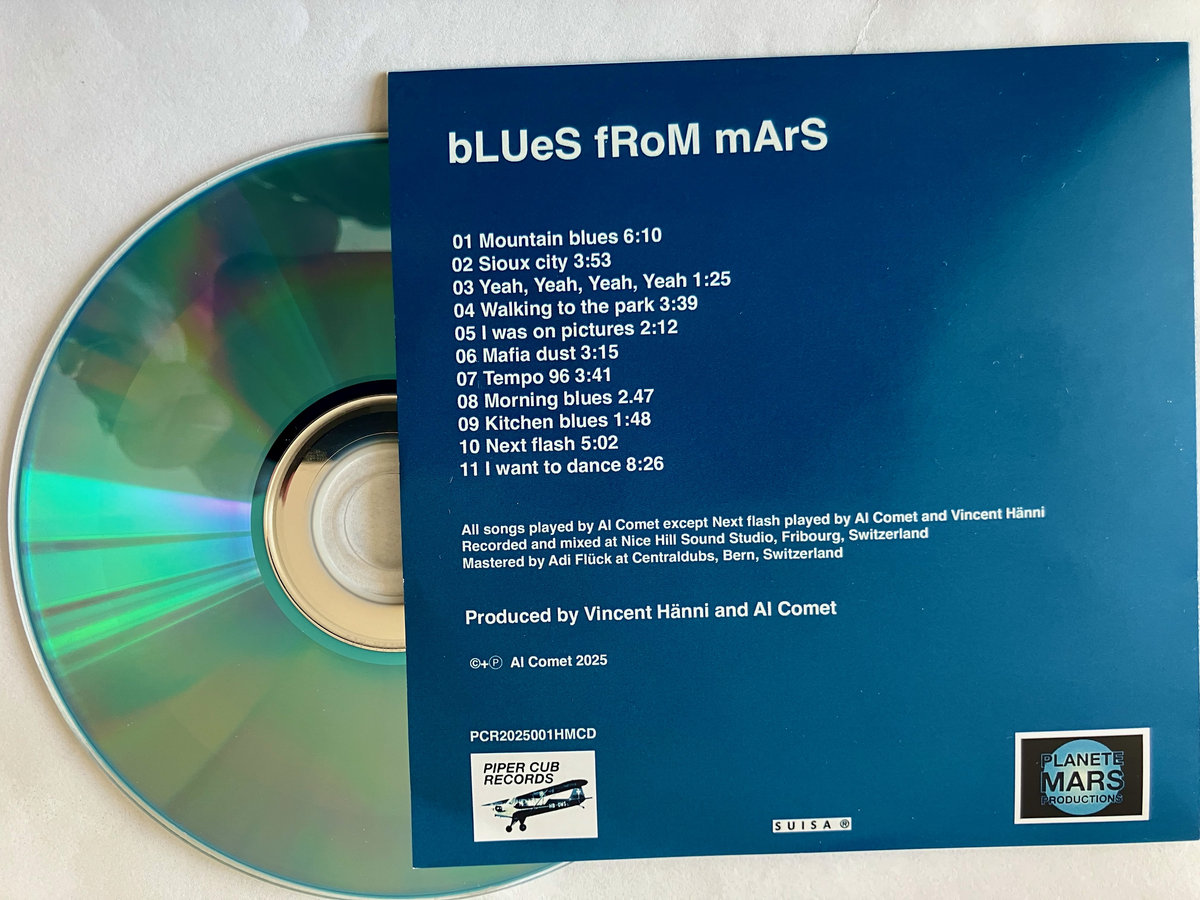 bLUeS fRoM mArS
01 Mountain blues 6:10
02 Sioux city 3:53
03 Yeah, Yeah, Yeah, Yeah 1:25
04 Walking to the park 3:39
05 I was on pictures 2:12
06 Mafia dust 3:15
07 Tempo 96 3:41
08 Morning blues 2.47
09 Kitchen blues 1:48
10 Next flash 5:02
11 I want to dance 8:26
All songs played by Al Comet except Next flash played by Al Comet and Vincent Hänni
Recorded and mixed at Nice Hill Sound Studio, Fribourg, Switzerland
Mastered by Adi Flück at Centraldubs, Bern, Switzerland
Produced by Vincent Hänni and Al Comet
©+℗ Al Comet 2025
PCR2025001HMCD
PIPER CUB
RECORDS
SUISA ®
PLANETE
MARS
PRODUCTIONS